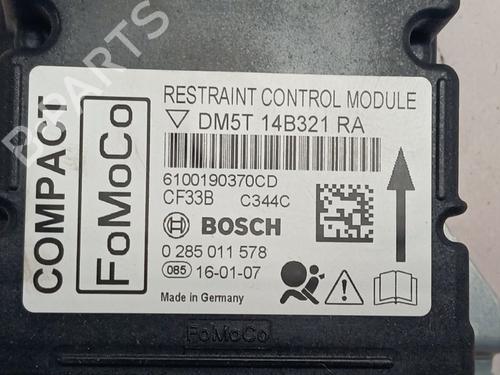 COMPACT
FoMoCo
RESTRAINT CONTROL MODULE
DM5T 14B321 RA
6100190370CD
CF33B C344C
BOSCH
0 285 011 578
085 16-01-07
Made in Germany
FoMoCo
B-PARTS